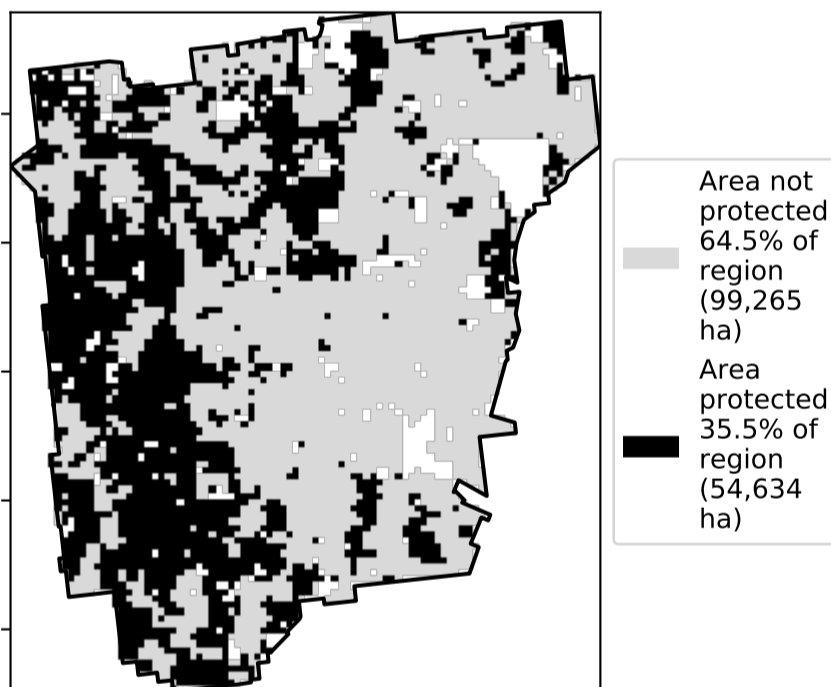 Area not
protected
64.5% of
region
(99,265
ha)
Area
protected
35.5% of
region
(54,634
ha)